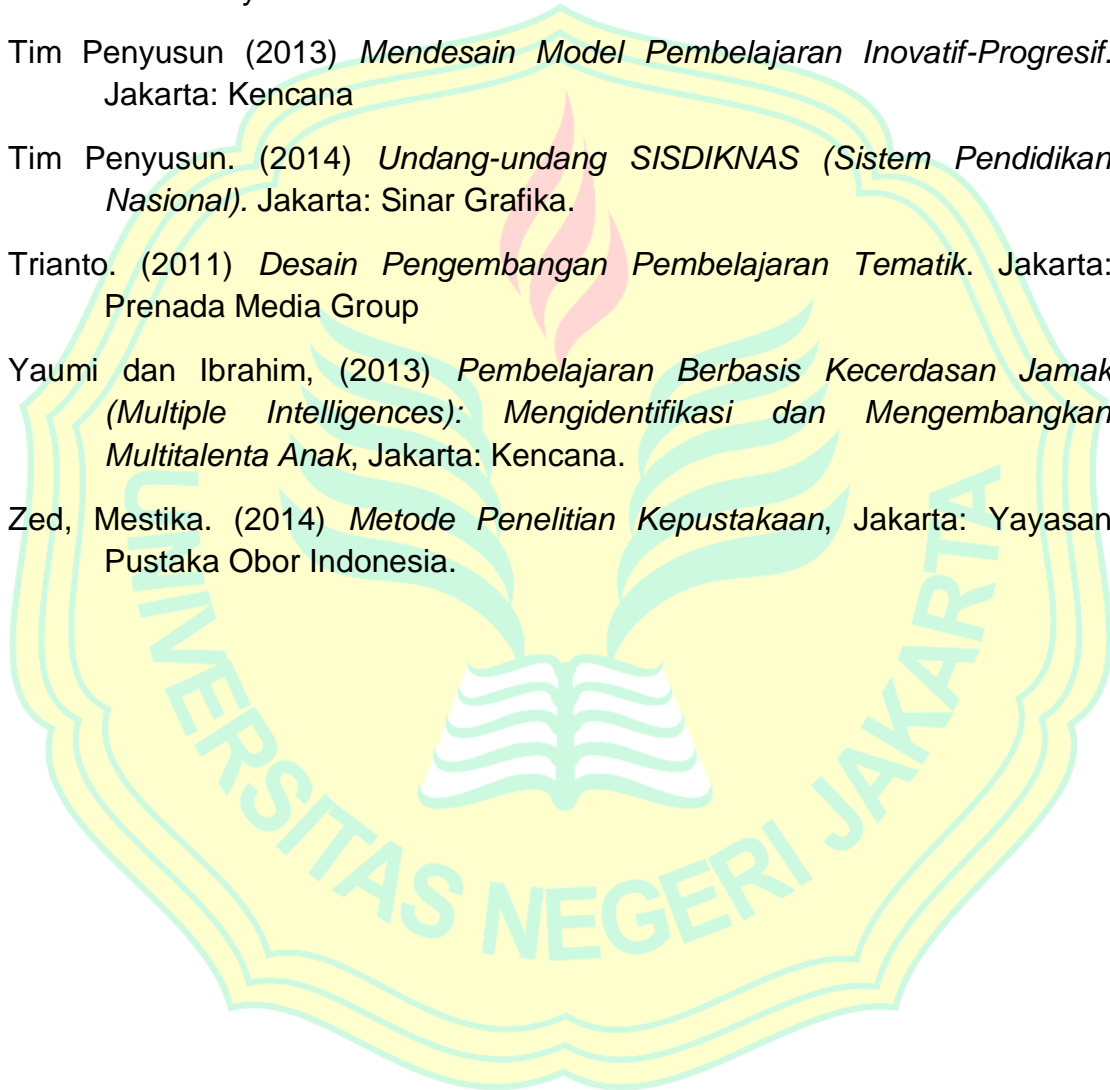 Tim Penyusun (2013) Mendesain Model Pembelajaran Inovatif-Progresif.
Jakarta: Kencana
Tim Penyusun. (2014) Undang-undang SISDIKNAS (Sistem Pendidikan
Nasional). Jakarta: Sinar Grafika.
Trianto. (2011) Desain Pengembangan Pembelajaran Tematik. Jakarta:
Prenada Media Group
Yaumi dan Ibrahim, (2013) Pembelajaran Berbasis Kecerdasan Jamak
(Multiple Intelligences): Mengidentifikasi dan Mengembangkan
Multitalenta Anak, Jakarta: Kencana.
Zed, Mestika. (2014) Metode Penelitian Kepustakaan, Jakarta: Yayasan
Pustaka Obor Indonesia.
UNIVERSITAS NEGERI JAKARTA